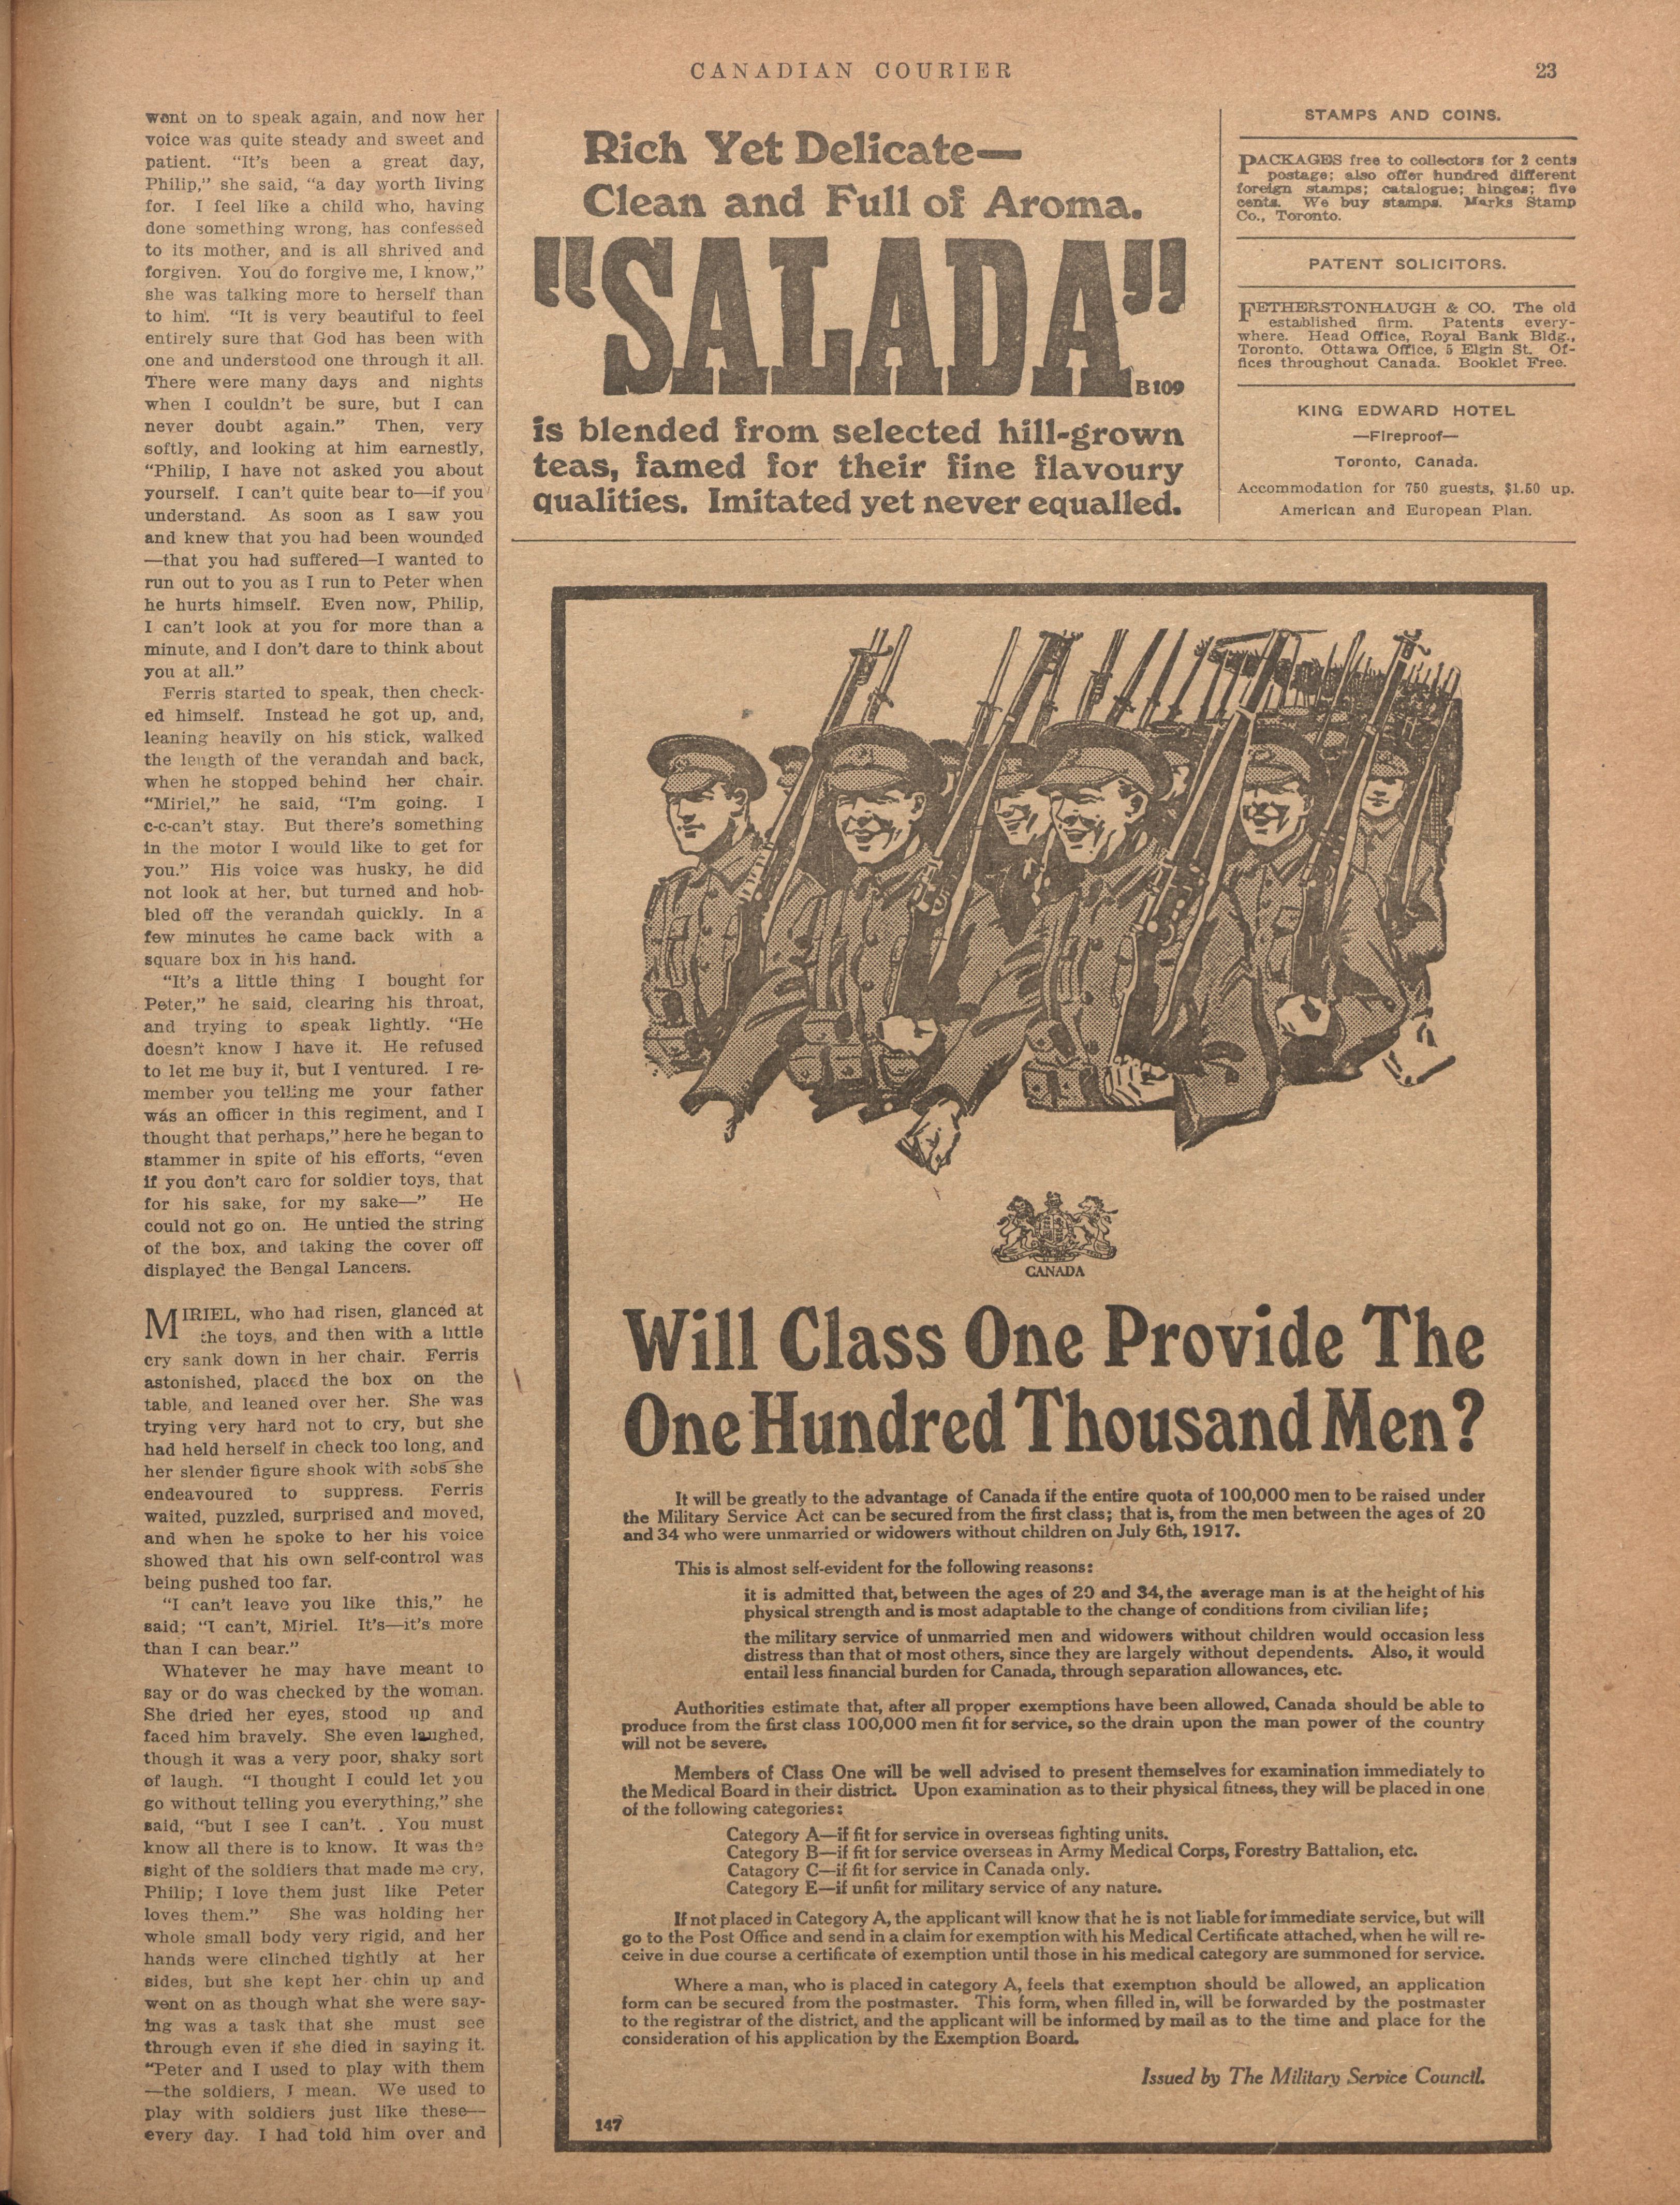 CANADIAN COURIER
23
went on to speak again, and now her
voice was quite steady and sweet and
patient. "It's been a great day,
Philip," she said, "a day worth living
for. I feel like a child who, having
done something wrong, has confessed
to its mother, and is all shrived and
forgiven. You do forgive me, I know,"
she was talking more to herself than
to him. "It is very beautiful to feel
entirely sure that God has been with
one and understood one through it all.
There were many days and nights
when I couldn't be sure, but I can
never doubt again." Then, very
softly, and looking at him earnestly,
"Philip, I have not asked you about
yourself. I can't quite bear to—if you
understand. As soon as I saw you
and knew that you had been wounded
—that you had suffered—I wanted to
run out to you as I run to Peter when
he hurts himself. Even now, Philip,
I can't look at you for more than a
minute, and I don't dare to think about
you at all."
Ferris started to speak, then check-
ed himself. Instead he got up, and,
leaning heavily on his stick, walked
the length of the verandah and back,
when he stopped behind her chair.
"Miriel," he said, "I'm going. I
c-c-can't stay. But there's something
in the motor I would like to get for
you." His voice was husky, he did
not look at her, but turned and hob-
bled off the verandah quickly. In a
few minutes he came back with a
square box in his hand.
"It's a little thing I bought for
Peter," he said, clearing his throat,
and trying to speak lightly. "He
doesn't know I have it. He refused
to let me buy it, but I ventured. I re-
member you telling me your father
was an officer in this regiment, and I
thought that perhaps," here he began to
stammer in spite of his efforts, "even
if you don't care for soldier toys, that
for his sake, for my sake—" He
could not go on. He untied the string
of the box, and taking the cover off
displayed the Bengal Lancers.
MIRIEL, who had risen, glanced at
the toys, and then with a little
cry sank down in her chair. Ferris
astonished, placed the box on the
table, and leaned over her. She was
trying very hard not to cry, but she
had held herself in check too long, and
her slender figure shook with sobs she
endeavoured to suppress. Ferris
waited, puzzled, surprised and moved,
and when he spoke to her his voice
showed that his own self-control was
being pushed too far.
"I can't leave you like this," he
said; "I can't, Miriel. It's—it's more
than I can bear."
Whatever he may have meant to
say or do was checked by the woman.
She dried her eyes, stood up and
faced him bravely. She even laughed,
though it was a very poor, shaky sort
of laugh. "I thought I could let you
go without telling you everything," she
said, "but I see I can't. . You must
know all there is to know. It was the
sight of the soldiers that made me cry,
Philip; I love them just like Peter
loves them." She was holding her
whole small body very rigid, and her
hands were clinched tightly at her
sides, but she kept her chin up and
went on as though what she were say-
ing was a task that she must see
through even if she died in saying it.
"Peter and I used to play with them
—the soldiers, I mean. We used to
play with soldiers just like these—
every day. I had told him over and
Rich Yet Delicate—
Clean and Full of Aroma.
"SALADA"
B109
is blended from selected hill-grown
teas, famed for their fine flavoury
qualities. Imitated yet never equalled.
STAMPS AND COINS.
PACKAGES free to collectors for 2 cents
postage; also offer hundred different
foreign stamps; catalogue; hinges; five
cents. We buy stamps. Marks Stamp
Co., Toronto.
PATENT SOLICITORS.
FETHERSTONHAUGH & CO. The old
established firm. Patents every-
where. Head Office, Royal Bank Bldg.,
Toronto. Ottawa Office, 5 Elgin St. Of-
fices throughout Canada. Booklet Free.
KING EDWARD HOTEL
—Fireproof—
Toronto, Canada.
Accommodation for 750 guests, $1.50 up.
American and European Plan.
CANADA
Will Class One Provide The
One Hundred Thousand Men?
It will be greatly to the advantage of Canada if the entire quota of 100,000 men to be raised under
the Military Service Act can be secured from the first class; that is, from the men between the ages of 20
and 34 who were unmarried or widowers without children on July 6th, 1917.
This is almost self-evident for the following reasons:
it is admitted that, between the ages of 20 and 34, the average man is at the height of his
physical strength and is most adaptable to the change of conditions from civilian life;
the military service of unmarried men and widowers without children would occasion less
distress than that of most others, since they are largely without dependents. Also, it would
entail less financial burden for Canada, through separation allowances, etc.
Authorities estimate that, after all proper exemptions have been allowed, Canada should be able to
produce from the first class 100,000 men fit for service, so the drain upon the man power of the country
will not be severe.
Members of Class One will be well advised to present themselves for examination immediately to
the Medical Board in their district. Upon examination as to their physical fitness, they will be placed in one
of the following categories:
Category A—if fit for service in overseas fighting units.
Category B—if fit for service overseas in Army Medical Corps, Forestry Battalion, etc.
Catagory C—if fit for service in Canada only.
Category E—if unfit for military service of any nature.
If not placed in Category A, the applicant will know that he is not liable for immediate service, but will
go to the Post Office and send in a claim for exemption with his Medical Certificate attached, when he will re-
ceive in due course a certificate of exemption until those in his medical category are summoned for service.
Where a man, who is placed in category A, feels that exemption should be allowed, an application
form can be secured from the postmaster. This form, when filled in, will be forwarded by the postmaster
to the registrar of the district, and the applicant will be informed by mail as to the time and place for the
consideration of his application by the Exemption Board.
Issued by The Military Service Council.
147